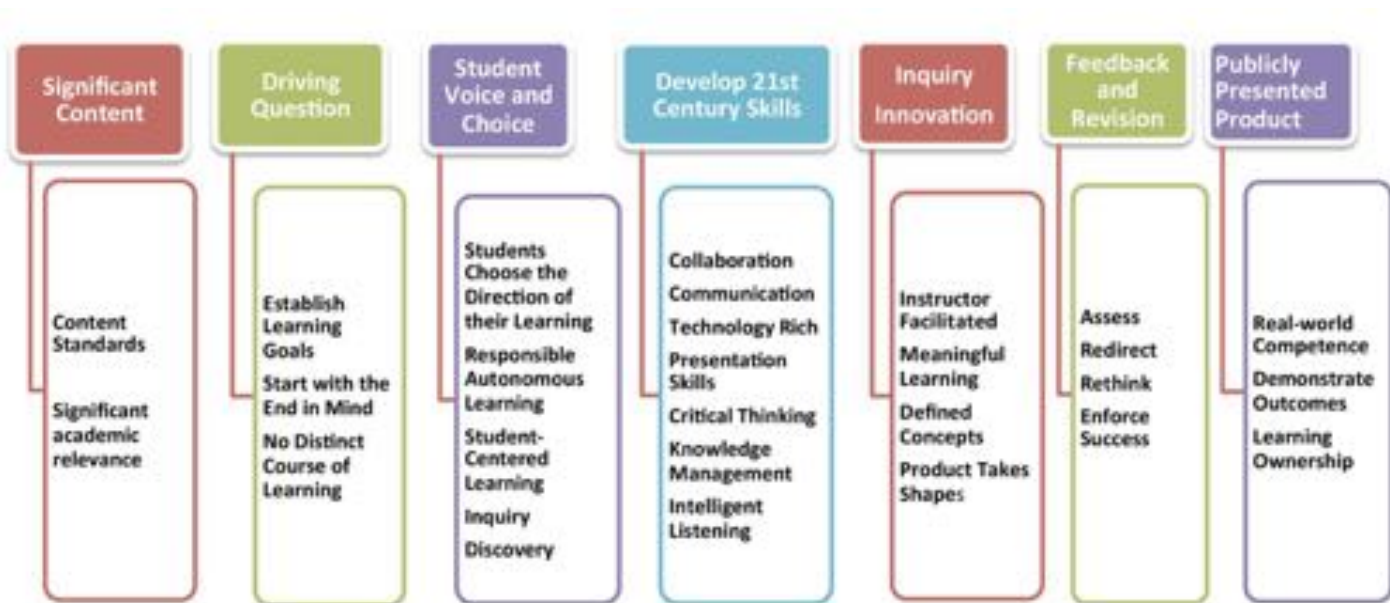 Significant
Content
Content
Standards
Significant
academic
relevance
Driving
Question
Establish
Learning
Goals
Start with the
End in Mind
No Distinct
Course of
Learning
Student
Voice and
Choice
Students
Choose the
Direction of
their Learning
Responsible
Autonomous
Learning
Student-
Centered
Learning
Inquiry
Discovery
Develop 21st
Century Skills
Collaboration
Communication
Technology Rich
Presentation
Skills
Critical Thinking
Knowledge
Management
Intelligent
Listening
Inquiry
Innovation
Instructor
Facilitated
Meaningful
Learning
Defined
Concepts
Product Takes
Shapes
Feedback
and
Revision
Assess
Redirect
Rethink
Enforce
Success
Publicly
Presented
Product
Real-world
Competence
Demonstrate
Outcomes
Learning
Ownership